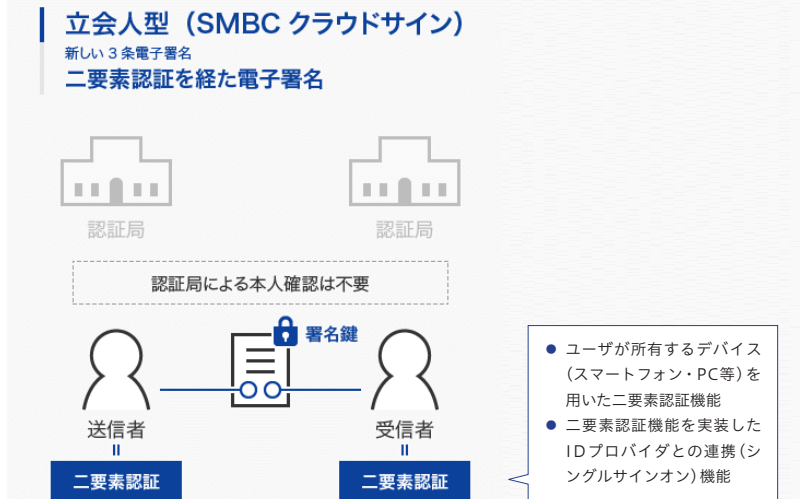 立会人型（SMBC クラウドサイン）
新しい 3 条電子署名
二要素認証を経た電子署名
認証局 認証局
認証局による本人確認は不要
署名鍵
送信者 受信者
二要素認証 二要素認証
● ユーザが所有するデバイス
（スマートフォン・PC等）を
用いた二要素認証機能
● 二要素認証機能を実装した
IDプロバイダとの連携（シ
ングルサインオン）機能